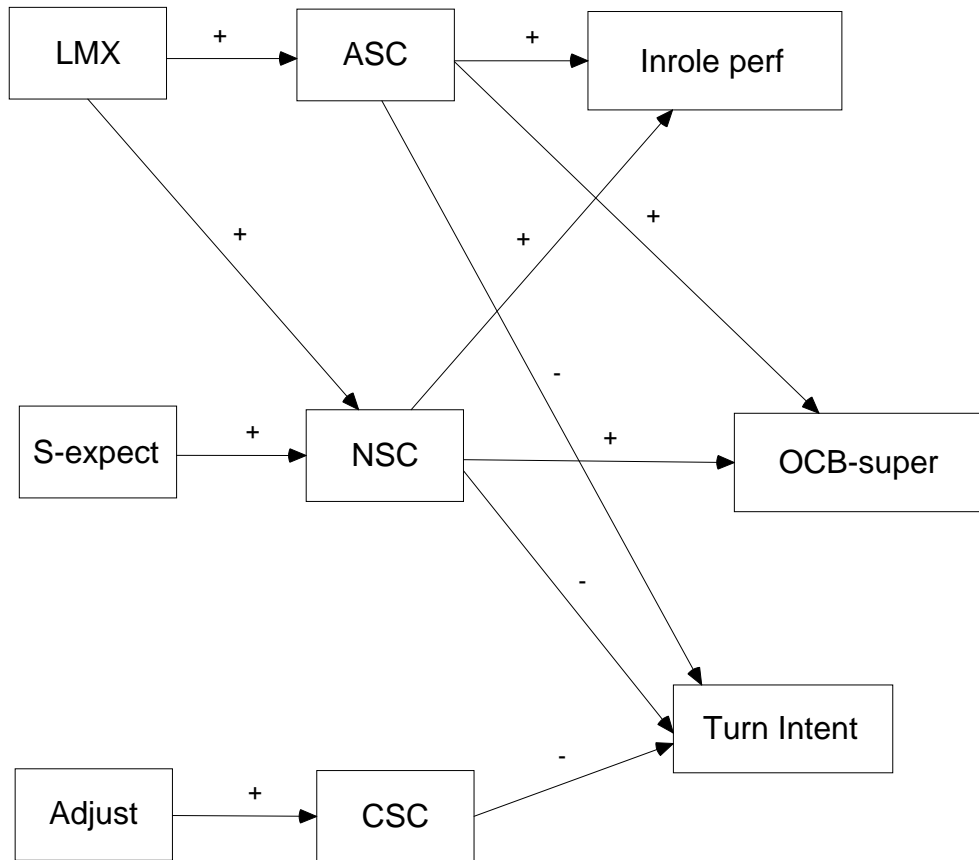 LMX
+
ASC
+
Inrole perf
+
+
+
-
S-expect
+
NSC
+
OCB-super
-
Turn Intent
-
Adjust
+
CSC